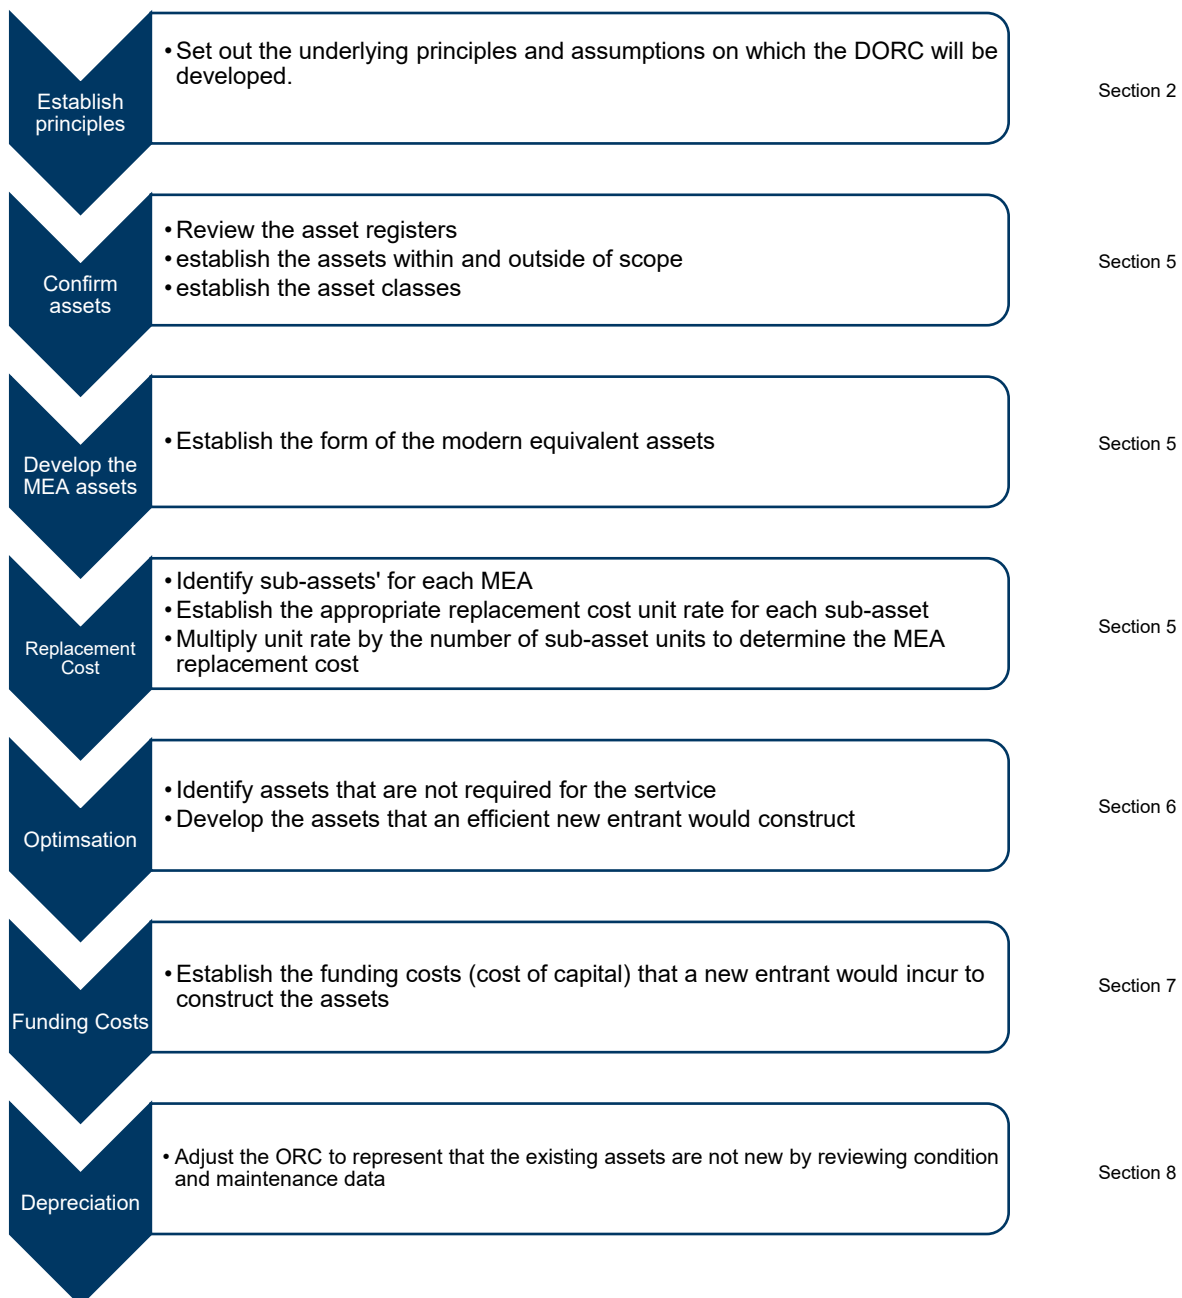 Establish
principles
• Set out the underlying principles and assumptions on which the DORC will be
developed.
Section 2
Confirm
assets
• Review the asset registers
• establish the assets within and outside of scope
• establish the asset classes
Section 5
Develop the
MEA assets
• Establish the form of the modern equivalent assets
Section 5
Replacement
Cost
• Identify sub-assets' for each MEA
• Establish the appropriate replacement cost unit rate for each sub-asset
• Multiply unit rate by the number of sub-asset units to determine the MEA
replacement cost
Section 5
Optimsation
• Identify assets that are not required for the sertvice
• Develop the assets that an efficient new entrant would construct
Section 6
Funding Costs
• Establish the funding costs (cost of capital) that a new entrant would incur to
construct the assets
Section 7
Depreciation
• Adjust the ORC to represent that the existing assets are not new by reviewing condition
and maintenance data
Section 8